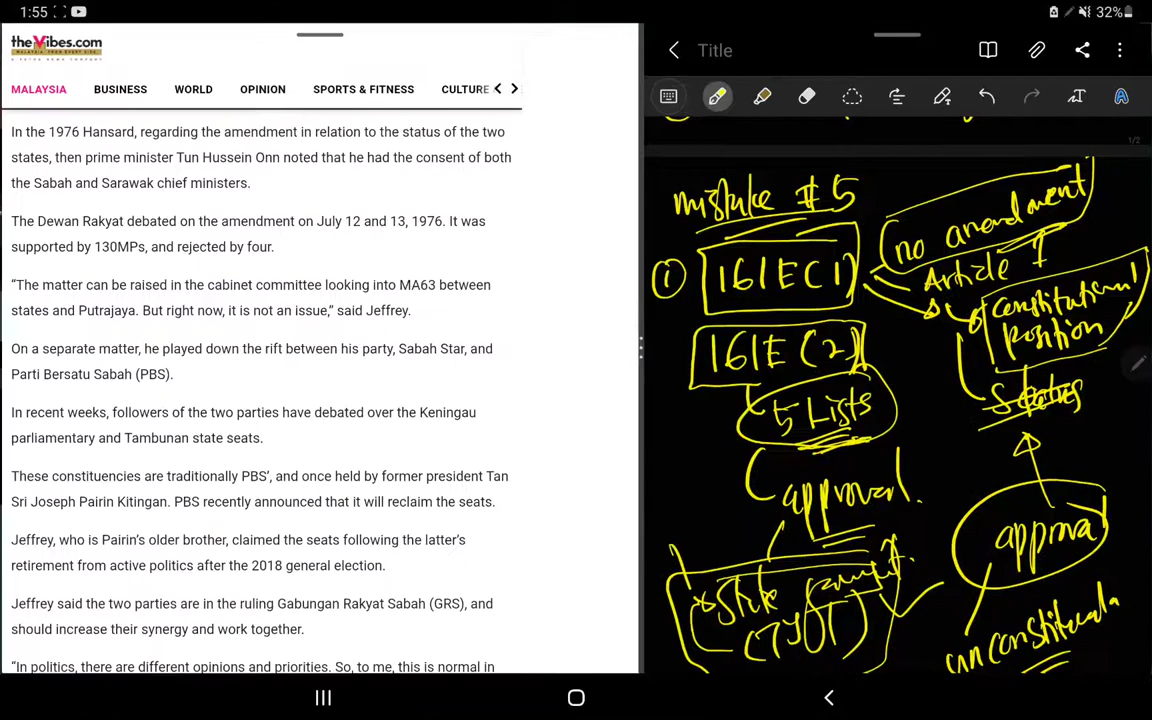 1:55
32%
theVibes.com
MALAYSIA BUSINESS WORLD OPINION SPORTS & FITNESS CULTURE
In the 1976 Hansard, regarding the amendment in relation to the status of the two
states, then prime minister Tun Hussein Onn noted that he had the consent of both
the Sabah and Sarawak chief ministers.
The Dewan Rakyat debated on the amendment on July 12 and 13, 1976. It was
supported by 130MPs, and rejected by four.
“The matter can be raised in the cabinet committee looking into MA63 between
states and Putrajaya. But right now, it is not an issue,” said Jeffrey.
On a separate matter, he played down the rift between his party, Sabah Star, and
Parti Bersatu Sabah (PBS).
In recent weeks, followers of the two parties have debated over the Keningau
parliamentary and Tambunan state seats.
These constituencies are traditionally PBS’, and once held by former president Tan
Sri Joseph Pairin Kitingan. PBS recently announced that it will reclaim the seats.
Jeffrey, who is Pairin’s older brother, claimed the seats following the latter’s
retirement from active politics after the 2018 general election.
Jeffrey said the two parties are in the ruling Gabungan Rakyat Sabah (GRS), and
should increase their synergy and work together.
“In politics, there are different opinions and priorities. So, to me, this is normal in
Title
1/2
mistake #5
no amendment
① 161E(1)
Article 1
constitutional
position
161E(2)
5 Lists
approval.
approval